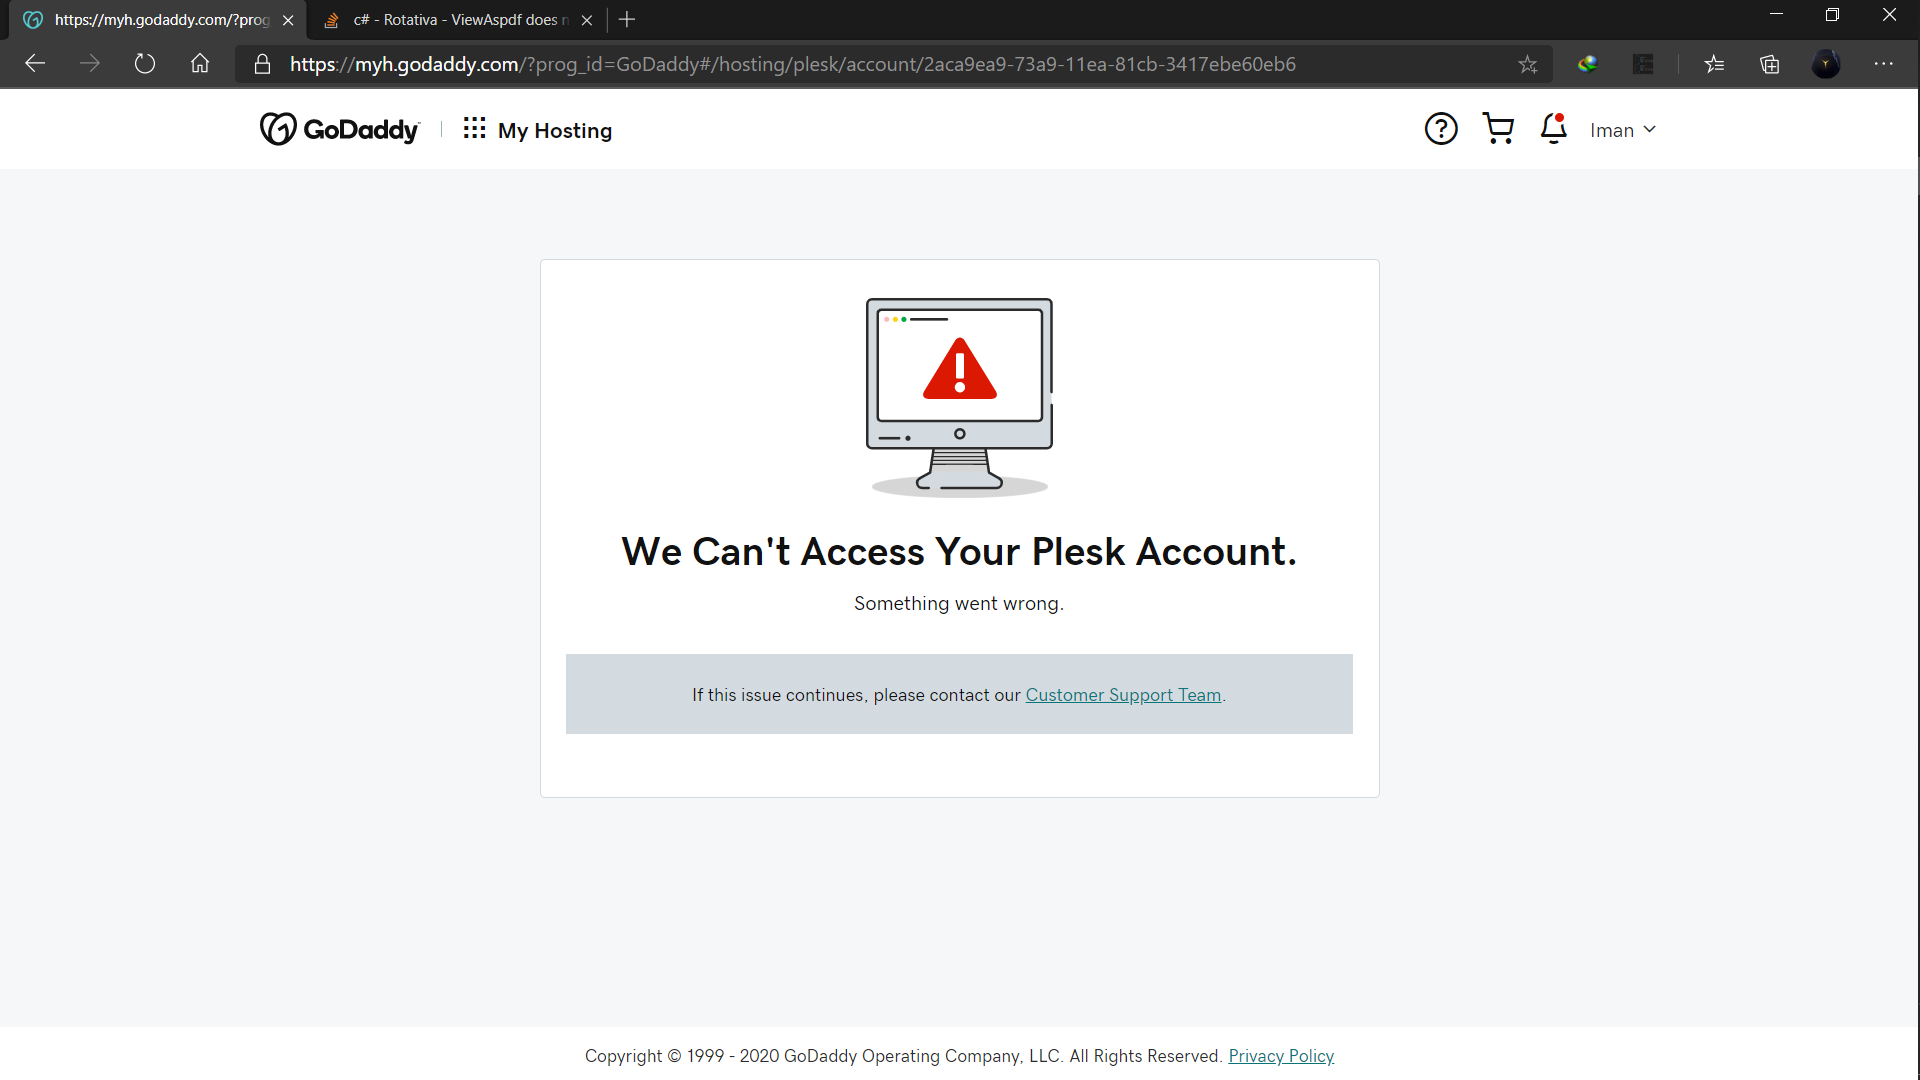 https://myh.godaddy.com/?prog
c# - Rotativa - ViewAspdf does n
https://myh.godaddy.com/?prog_id=GoDaddy#/hosting/plesk/account/2aca9ea9-73a9-11ea-81cb-3417ebe60eb6
GoDaddy
My Hosting
Iman
We Can't Access Your Plesk Account.
Something went wrong.
If this issue continues, please contact our Customer Support Team.
Copyright © 1999 - 2020 GoDaddy Operating Company, LLC. All Rights Reserved. Privacy Policy